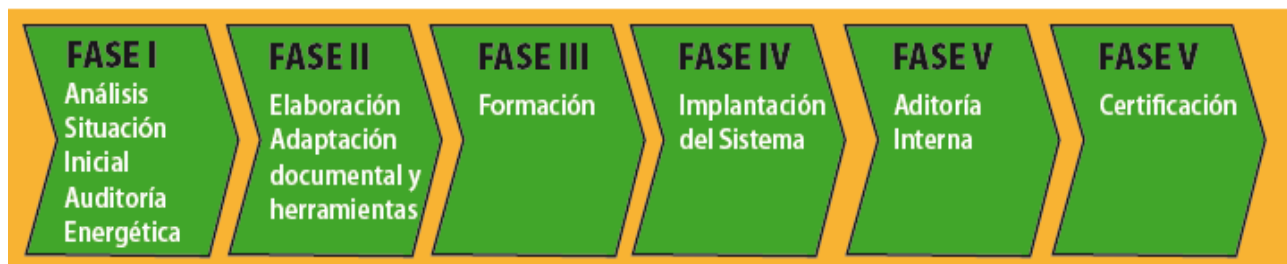 FASE I
Análisis
Situación
Inicial
Auditoría
Energética
FASE II
Elaboración
Adaptación
documental y
herramientas
FASE III
Formación
FASE IV
Implantación
del Sistema
FASE V
Aditoría
Interna
FASE V
Certificación